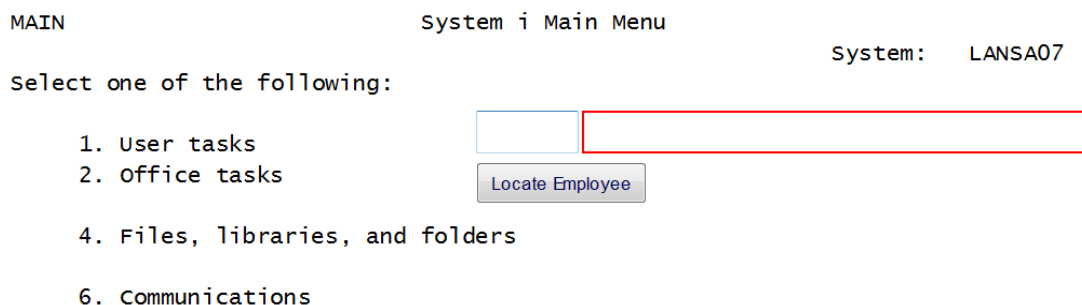 MAIN System i Main Menu
System: LANSA07
Select one of the following:
1. User tasks
2. Office tasks
Locate Employee
4. Files, libraries, and folders
6. Communications